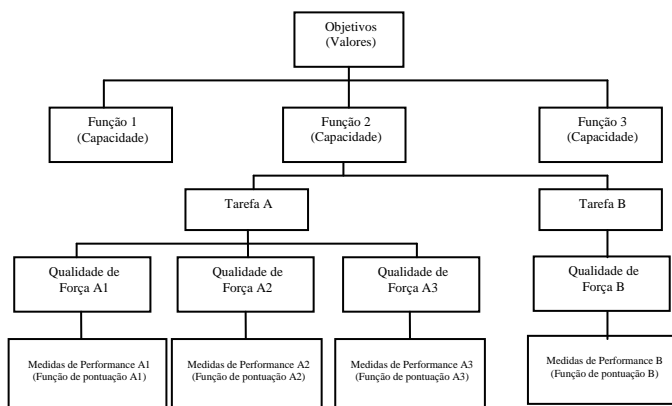 Objetivos
(Valores)
Função 1
(Capacidade)
Função 2
(Capacidade)
Função 3
(Capacidade)
Tarefa A
Tarefa B
Qualidade de
Força A1
Qualidade de
Força A2
Qualidade de
Força A3
Qualidade de
Força B
Medidas de Performance A1
(Função de pontuação A1)
Medidas de Performance A2
(Função de pontuação A2)
Medidas de Performance A3
(Função de pontuação A3)
Medidas de Performance B
(Função de pontuação B)